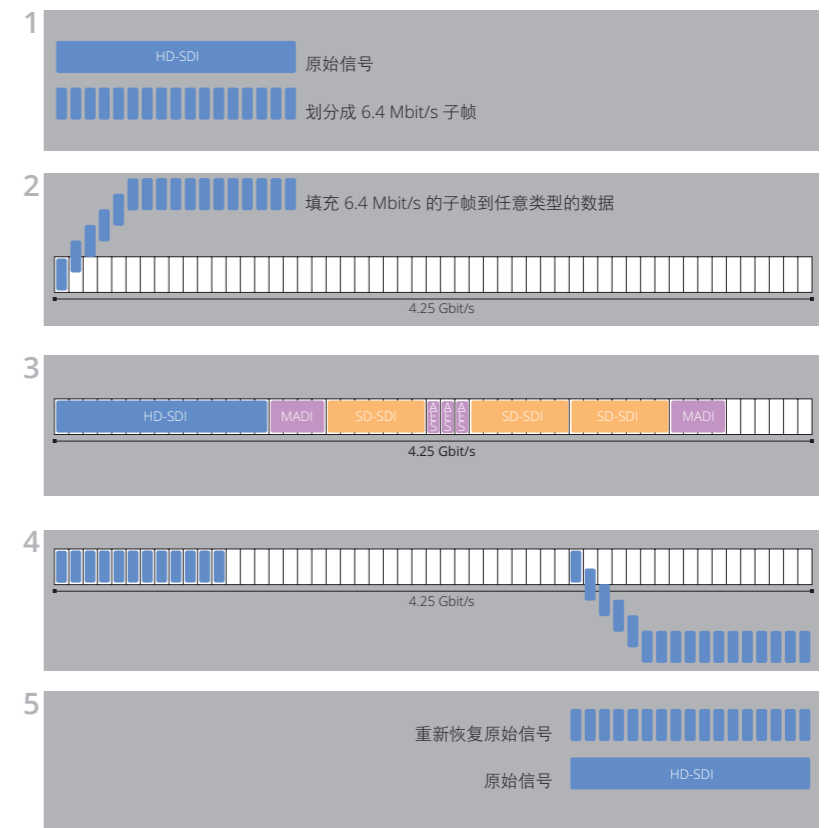 1
HD-SDI
原始信号
划分成 6.4 Mbit/s 子帧
2
填充 6.4 Mbit/s 的子帧到任意类型的数据
4.25 Gbit/s
3
HD-SDI MADI SD-SDI AES AES AES SD-SDI SD-SDI MADI
4.25 Gbit/s
4
4.25 Gbit/s
5
重新恢复原始信号
原始信号
HD-SDI